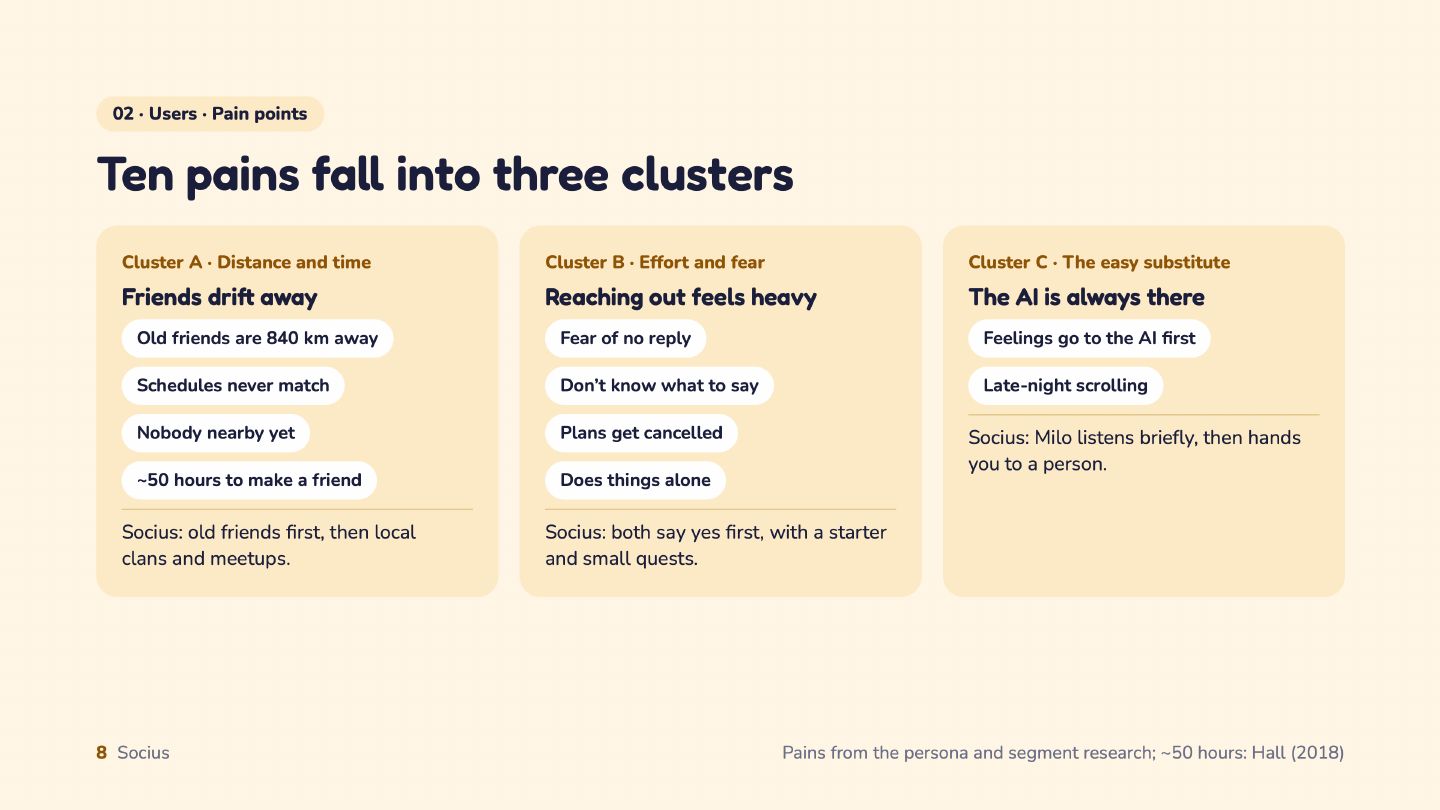 02 · Users · Pain points
Ten pains fall into three clusters
Cluster A · Distance and time
Friends drift away
Old friends are 840 km away
Schedules never match
Nobody nearby yet
~50 hours to make a friend
Socius: old friends first, then local
clans and meetups.
Cluster B · Effort and fear
Reaching out feels heavy
Fear of no reply
Don’t know what to say
Plans get cancelled
Does things alone
Socius: both say yes first, with a starter
and small quests.
Cluster C · The easy substitute
The AI is always there
Feelings go to the AI first
Late-night scrolling
Socius: Milo listens briefly, then hands
you to a person.
8 Socius
Pains from the persona and segment research; ~50 hours: Hall (2018)